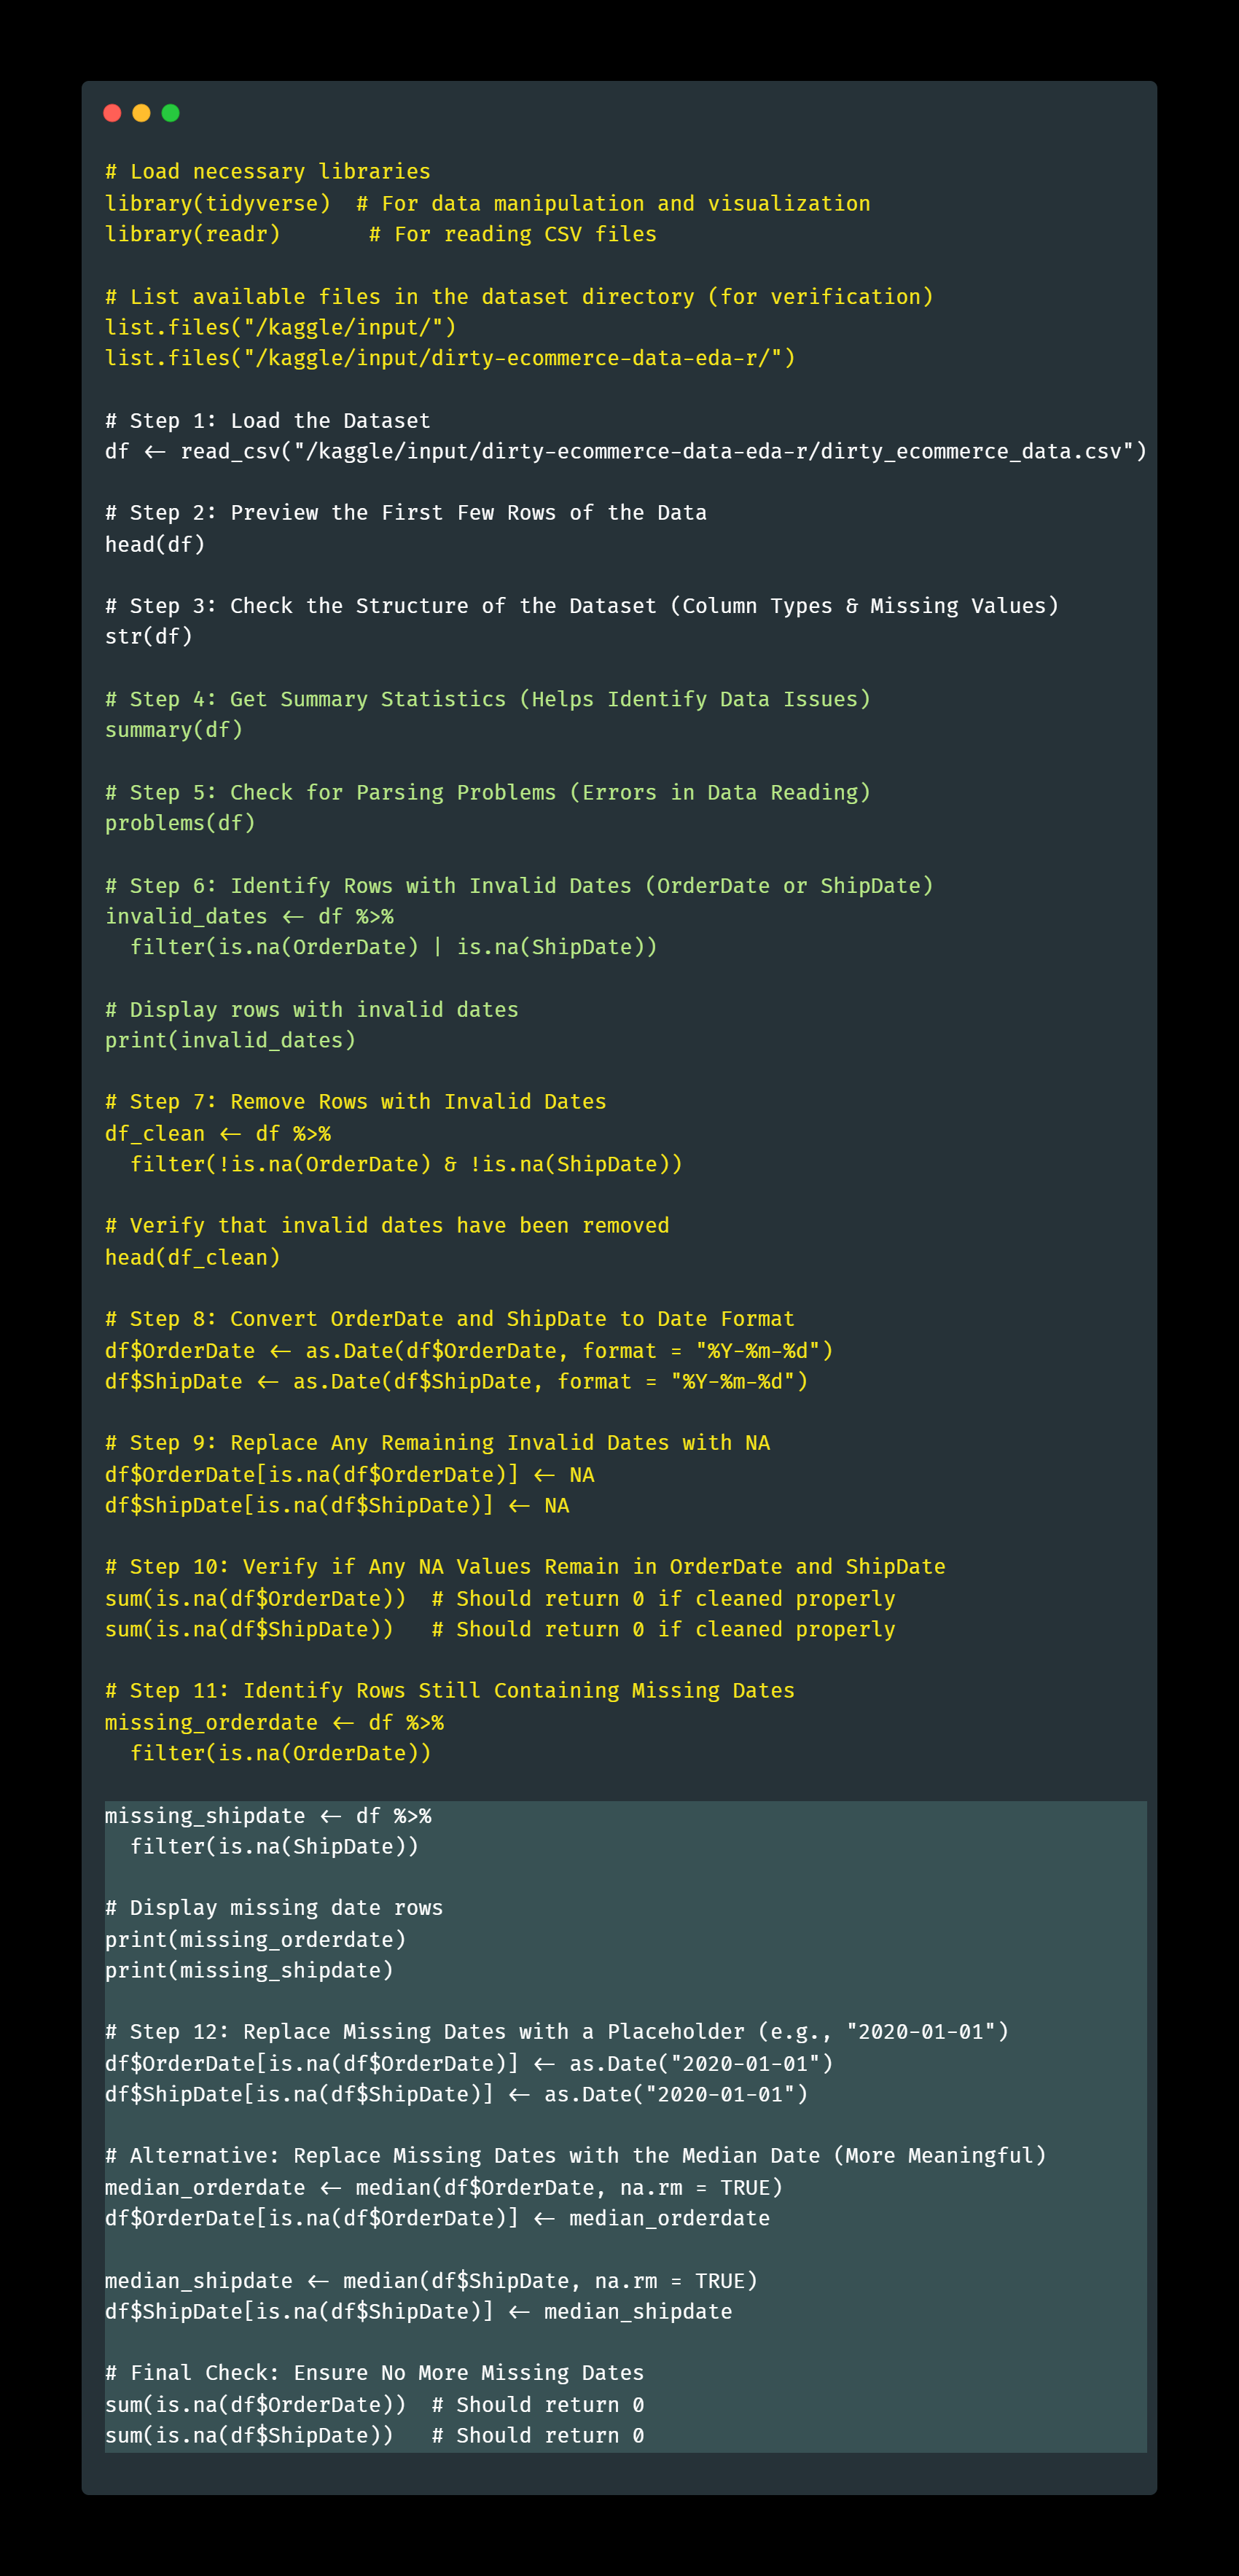 # Load necessary libraries
library(tidyverse)  # For data manipulation and visualization
library(readr)       # For reading CSV files
# List available files in the dataset directory (for verification)
list.files("/kaggle/input/")
list.files("/kaggle/input/dirty-ecommerce-data-eda-r/")
# Step 1: Load the Dataset
df <- read_csv("/kaggle/input/dirty-ecommerce-data-eda-r/dirty_ecommerce_data.csv")
# Step 2: Preview the First Few Rows of the Data
head(df)
# Step 3: Check the Structure of the Dataset (Column Types & Missing Values)
str(df)
# Step 4: Get Summary Statistics (Helps Identify Data Issues)
summary(df)
# Step 5: Check for Parsing Problems (Errors in Data Reading)
problems(df)
# Step 6: Identify Rows with Invalid Dates (OrderDate or ShipDate)
invalid_dates <- df %>%
  filter(is.na(OrderDate) | is.na(ShipDate))
# Display rows with invalid dates
print(invalid_dates)
# Step 7: Remove Rows with Invalid Dates
df_clean <- df %>%
  filter(!is.na(OrderDate) & !is.na(ShipDate))
# Verify that invalid dates have been removed
head(df_clean)
# Step 8: Convert OrderDate and ShipDate to Date Format
df$OrderDate <- as.Date(df$OrderDate, format = "%Y-%m-%d")
df$ShipDate <- as.Date(df$ShipDate, format = "%Y-%m-%d")
# Step 9: Replace Any Remaining Invalid Dates with NA
df$OrderDate[is.na(df$OrderDate)] <- NA
df$ShipDate[is.na(df$ShipDate)] <- NA
# Step 10: Verify if Any NA Values Remain in OrderDate and ShipDate
sum(is.na(df$OrderDate))  # Should return 0 if cleaned properly
sum(is.na(df$ShipDate))   # Should return 0 if cleaned properly
# Step 11: Identify Rows Still Containing Missing Dates
missing_orderdate <- df %>%
  filter(is.na(OrderDate))
missing_shipdate <- df %>%
  filter(is.na(ShipDate))
# Display missing date rows
print(missing_orderdate)
print(missing_shipdate)
# Step 12: Replace Missing Dates with a Placeholder (e.g., "2020-01-01")
df$OrderDate[is.na(df$OrderDate)] <- as.Date("2020-01-01")
df$ShipDate[is.na(df$ShipDate)] <- as.Date("2020-01-01")
# Alternative: Replace Missing Dates with the Median Date (More Meaningful)
median_orderdate <- median(df$OrderDate, na.rm = TRUE)
df$OrderDate[is.na(df$OrderDate)] <- median_orderdate
median_shipdate <- median(df$ShipDate, na.rm = TRUE)
df$ShipDate[is.na(df$ShipDate)] <- median_shipdate
# Final Check: Ensure No More Missing Dates
sum(is.na(df$OrderDate))  # Should return 0
sum(is.na(df$ShipDate))   # Should return 0